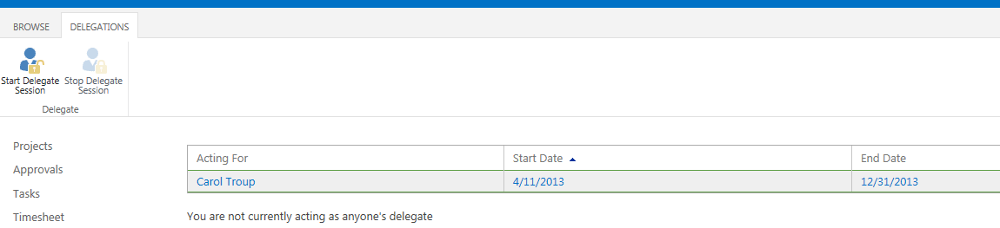 BROWSE DELEGATIONS
Start Delegate Stop Delegate
Session Session
Delegate
Projects
Approvals
Tasks
Timesheet
Acting For Start Date End Date
Carol Troup 4/11/2013 12/31/2013
You are not currently acting as anyone's delegate